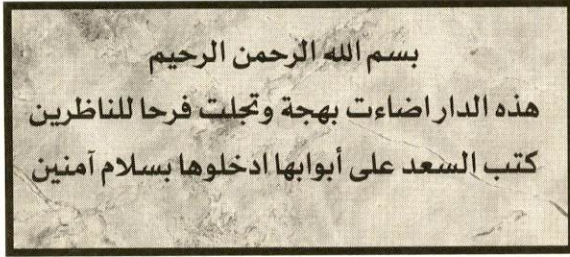 بسم الله الرحمن الرحيم
هذه الدار اضاءت بهجة وتجلت فرحا للناظرين
كتب السعد على أبوابها ادخلوها بسلام آمنين